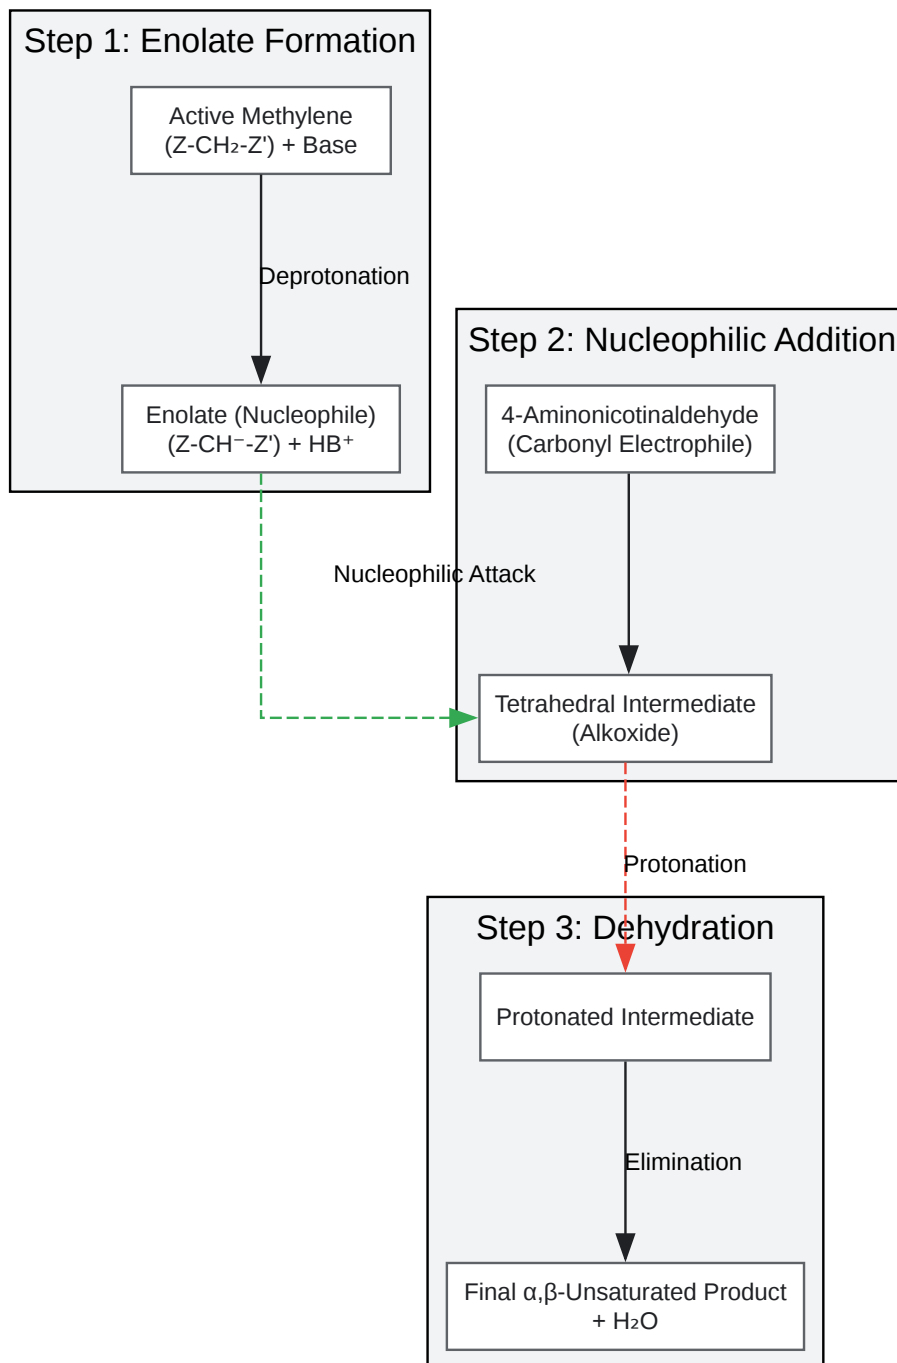 Step 1: Enolate Formation
Active Methylene
(Z-CH₂-Z') + Base
Deprotonation
Enolate (Nucleophile)
(Z-CH⁻-Z') + HB⁺
Step 2: Nucleophilic Addition
4-Aminonicotinaldehyde
(Carbonyl Electrophile)
Nucleophilic Attack
Tetrahedral Intermediate
(Alkoxide)
Protonation
Step 3: Dehydration
Protonated Intermediate
Elimination
Final α,β-Unsaturated Product
+ H₂O